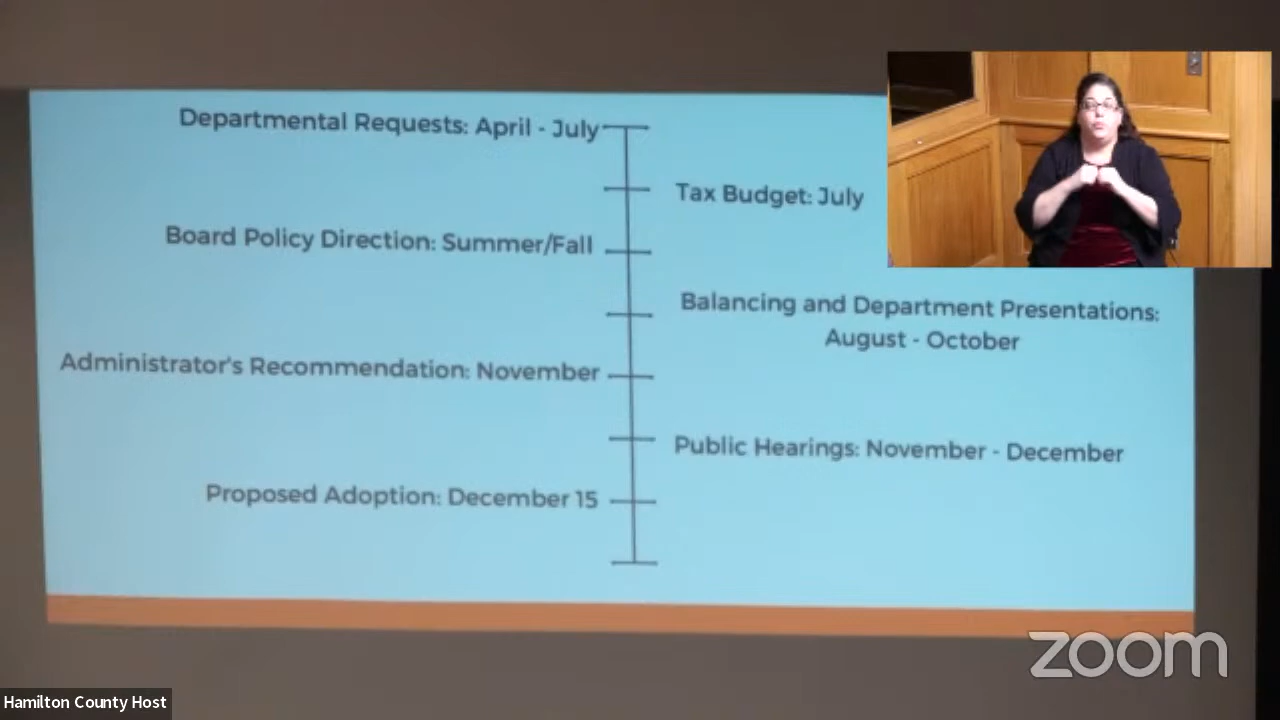 Departmental Requests: April - July
Tax Budget: July
Board Policy Direction: Summer/Fall
Balancing and Department Presentations:
August - October
Administrator's Recommendation: November
Public Hearings: November - December
Proposed Adoption: December 15
zoom
Hamilton County Host